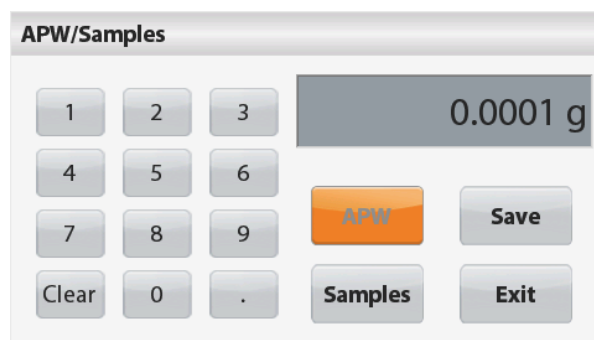 APW/Samples
0.0001 g
1 2 3
4 5 6
7 8 9
Clear 0 .
APW Save
Samples Exit